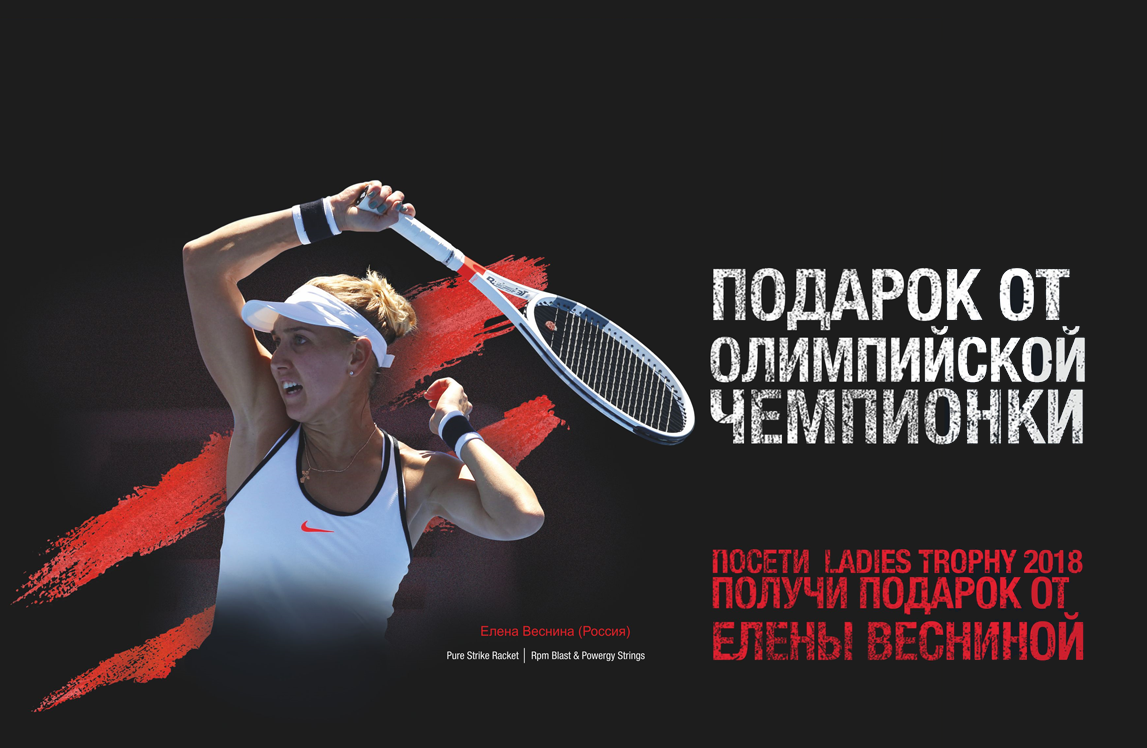 ПОДАРОК ОТ
ОЛИМПИЙСКОЙ
ЧЕМПИОНКИ
ПОСЕТИ LADIES TROPHY 2018
ПОЛУЧИ ПОДАРОК ОТ
ЕЛЕНЫ ВЕСНИНОЙ
Елена Веснина (Россия)
Pure Strike Racket | Rpm Blast & Powergy Strings